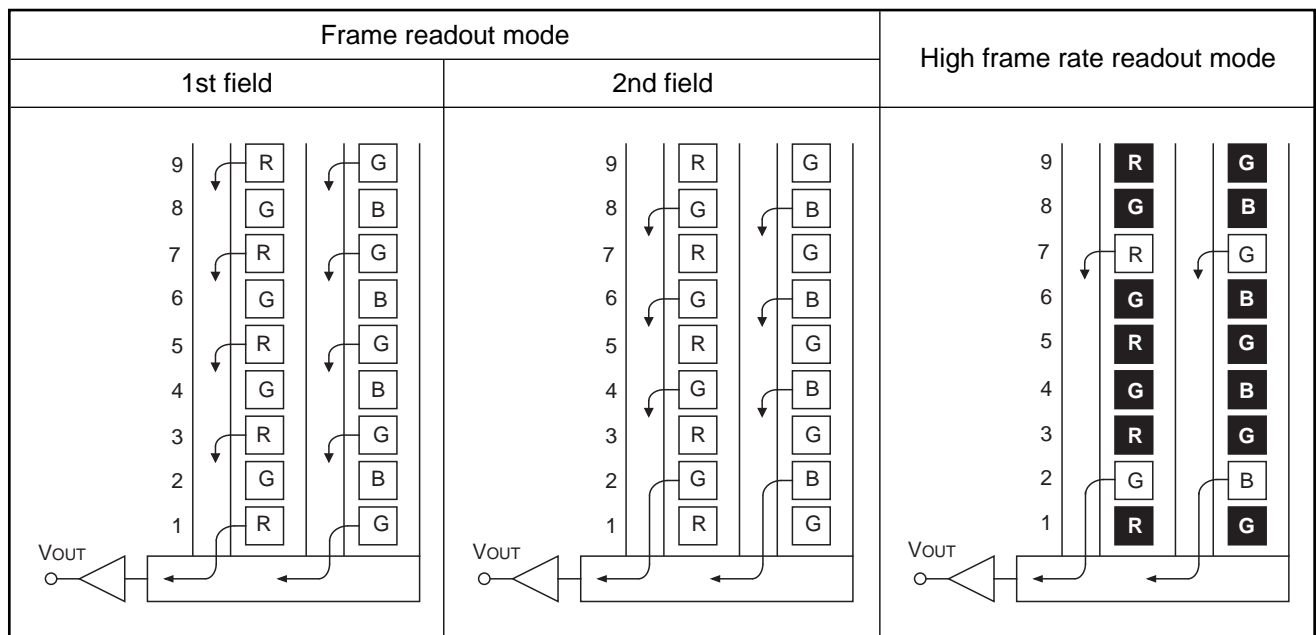 Frame readout mode
High frame rate readout mode
1st field
2nd field
9 R G
8 G B
7 R G
6 G B
5 R G
4 G B
3 R G
2 G B
1 R G
VOUT
9 R G
8 G B
7 R G
6 G B
5 R G
4 G B
3 R G
2 G B
1 R G
VOUT
9 R G
8 G B
7 R G
6 G B
5 R G
4 G B
3 R G
2 G B
1 R G
VOUT